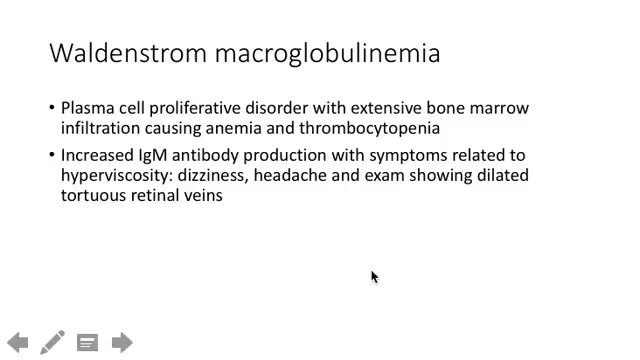 Waldenstrom macroglobulinemia
• Plasma cell proliferative disorder with extensive bone marrow
infiltration causing anemia and thrombocytopenia
• Increased IgM antibody production with symptoms related to
hyperviscosity: dizziness, headache and exam showing dilated
tortuous retinal veins